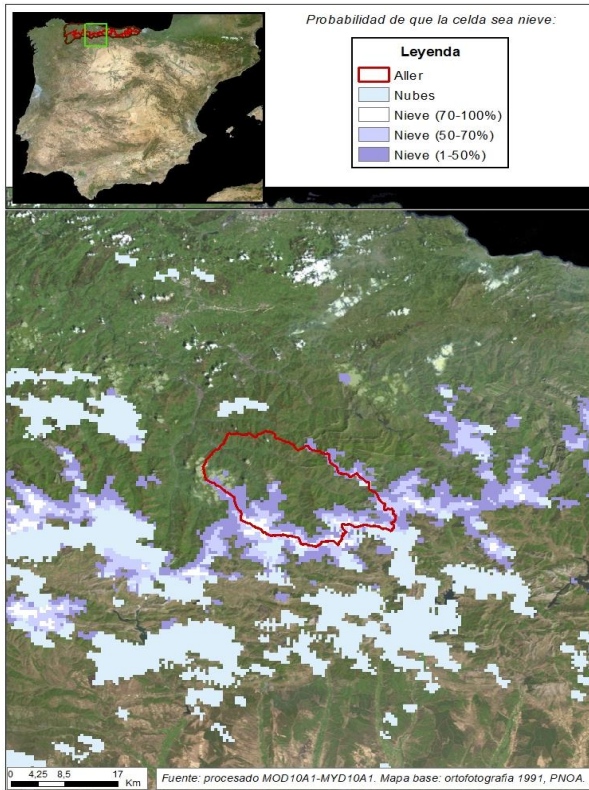 Probabilidad de que la celda sea nieve:
Leyenda
Aller
Nubes
Nieve (70-100%)
Nieve (50-70%)
Nieve (1-50%)
0 4,25 8,5 17
Km
Fuente: procesado MOD10A1-MYD10A1. Mapa base: ortofotografia 1991, PNOA.